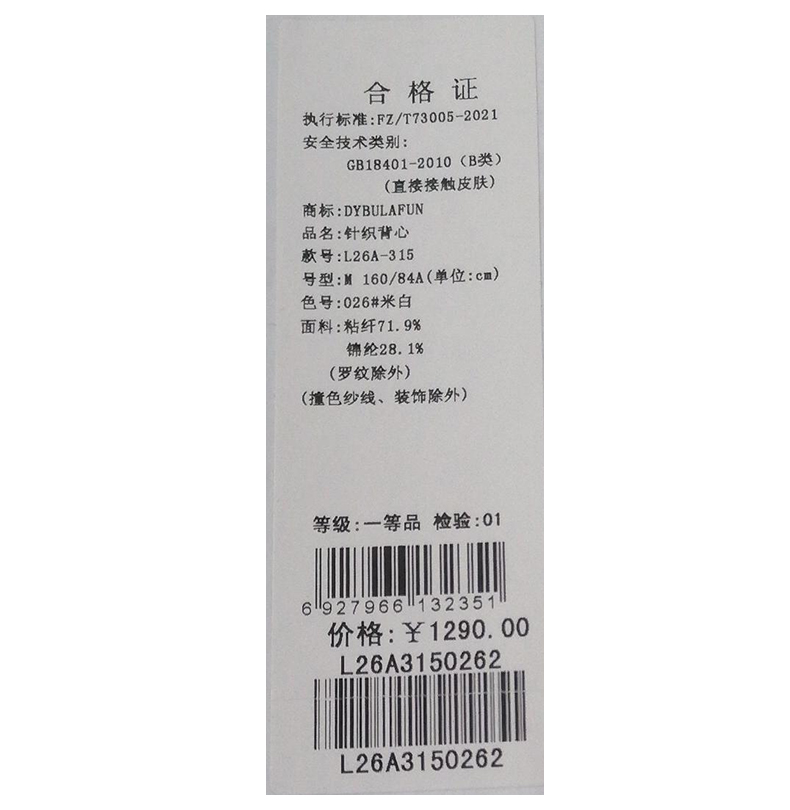 合格证
执行标准:FZ/T73005-2021
安全技术类别:
GB18401-2010（B类）
(直接接触皮肤)
商标:DYBULAFUN
品名:针织背心
款号:L26A-315
号型:M 160/84A(单位:cm)
色号:026#米白
面料:粘纤71.9%
锦纶28.1%
(罗纹除外)
(撞色纱线、装饰除外)
等级:一等品 检验:01
6 927966 132351
价格:￥1290.00
L26A3150262
L26A3150262